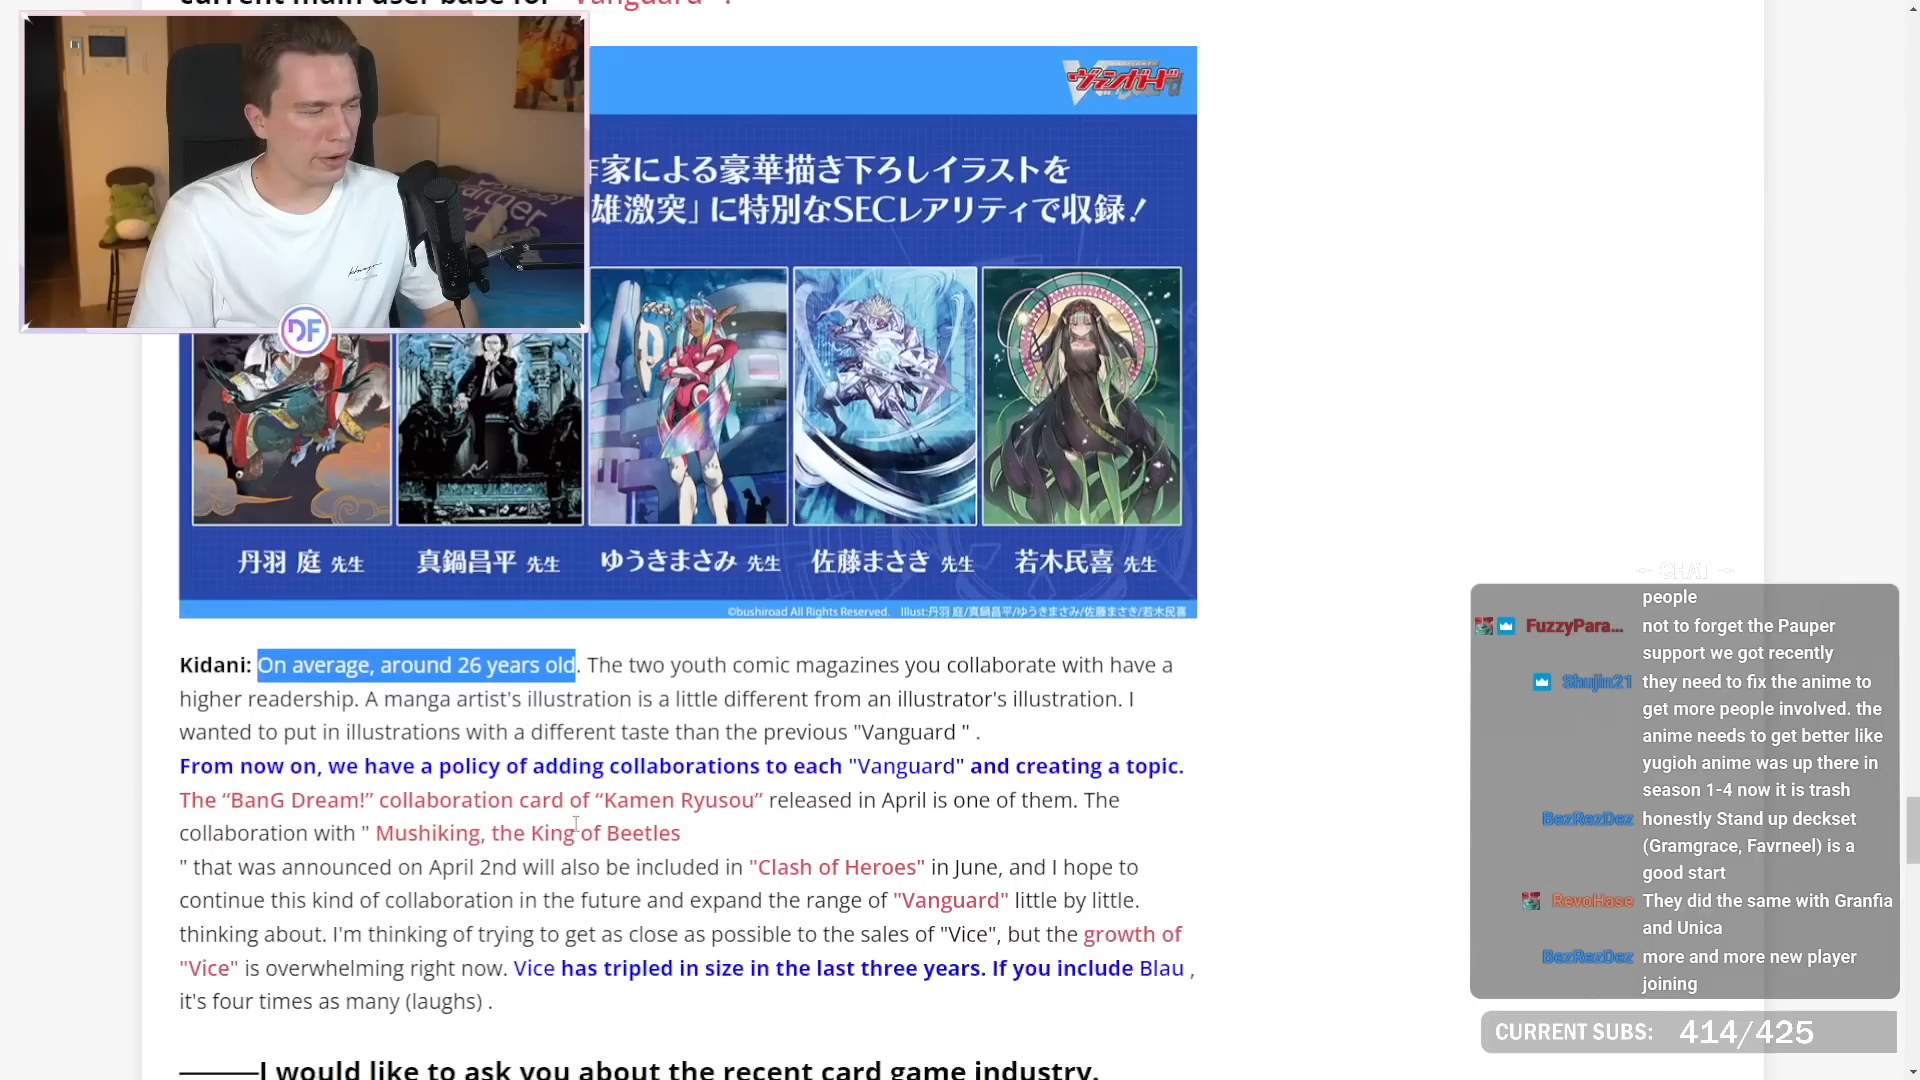 current main user base for "Vanguard" ?
ヴァンガード
作家による豪華描き下ろしイラストを
雄激突」に特別なSECレアリティで収録！
DF
丹羽 庭 先生
真鍋昌平 先生
ゆうきまさみ 先生
佐藤まさき 先生
若木民喜 先生
©bushiroad All Rights Reserved. Illust:丹羽 庭/真鍋昌平/ゆうきまさみ/佐藤まさき/若木民喜
Kidani: On average, around 26 years old. The two youth comic magazines you collaborate with have a
higher readership. A manga artist's illustration is a little different from an illustrator's illustration. I
wanted to put in illustrations with a different taste than the previous "Vanguard " .
From now on, we have a policy of adding collaborations to each "Vanguard" and creating a topic.
The “BanG Dream!” collaboration card of “Kamen Ryusou” released in April is one of them. The
collaboration with " Mushiking, the King of Beetles
" that was announced on April 2nd will also be included in "Clash of Heroes" in June, and I hope to
continue this kind of collaboration in the future and expand the range of "Vanguard" little by little.
thinking about. I'm thinking of trying to get as close as possible to the sales of "Vice", but the growth of
"Vice" is overwhelming right now. Vice has tripled in size in the last three years. If you include Blau ,
it's four times as many (laughs) .
I would like to ask you about the recent card game industry.
CHAT
people
FuzzyPara... not to forget the Pauper
support we got recently
Shujin21 they need to fix the anime to
get more people involved. the
anime needs to get better like
yugioh anime was up there in
season 1-4 now it is trash
BezRezDez honestly Stand up deckset
(Gramgrace, Favrneel) is a
good start
RevoHase They did the same with Granfia
and Unica
BezRezDez more and more new player
joining
CURRENT SUBS: 414/425